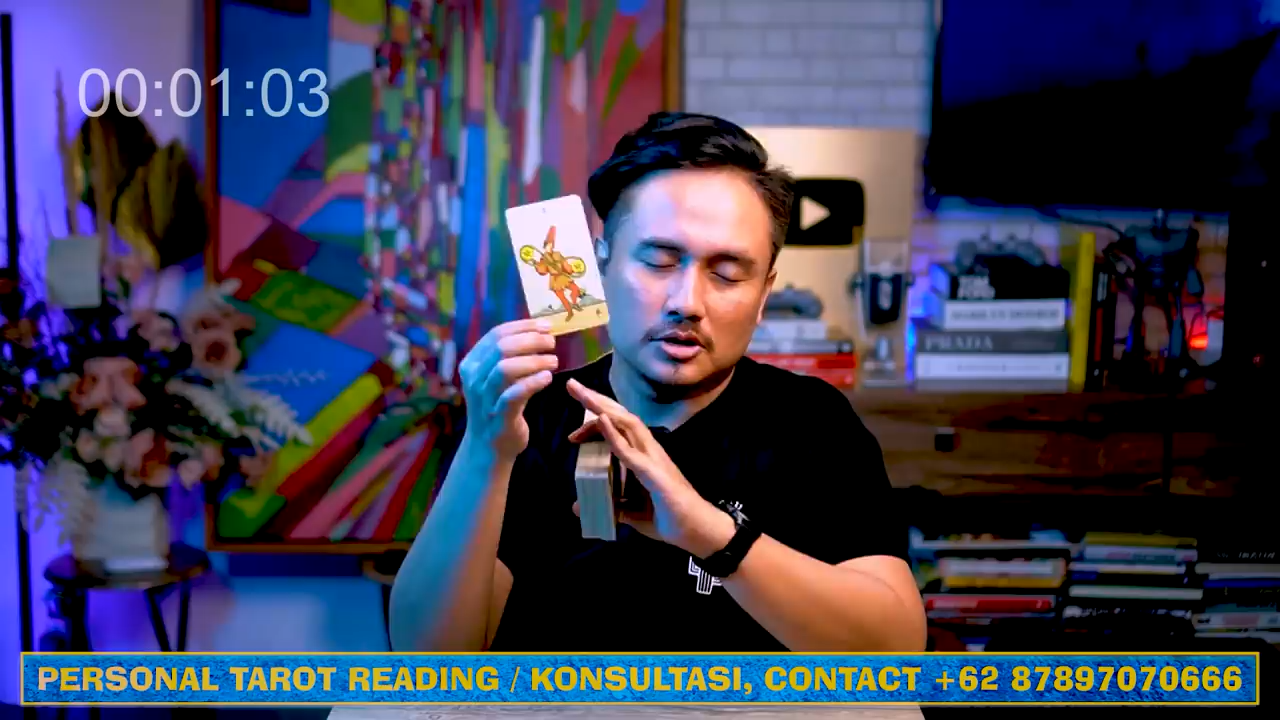 00:01:03
PRADA
PERSONAL TAROT READING / KONSULTASI, CONTACT +62 87897070666